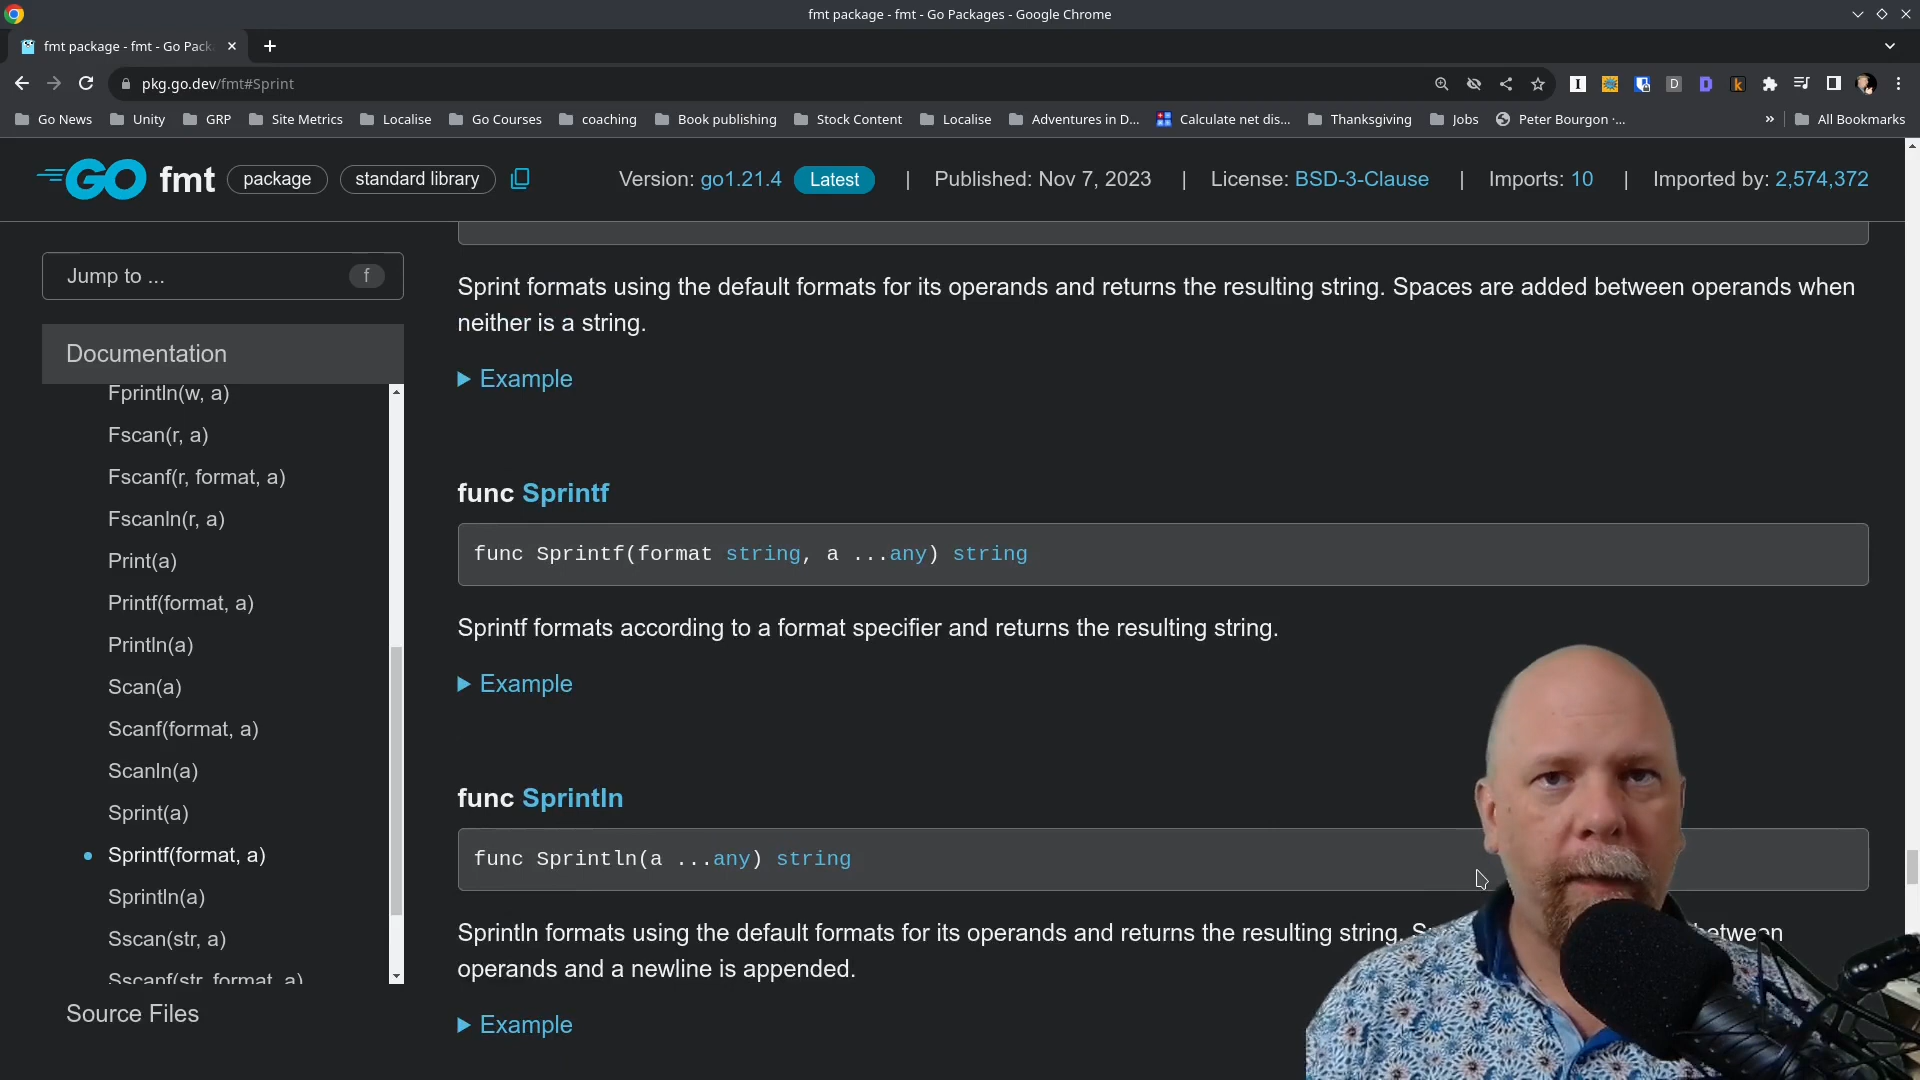 fmt package - fmt - Go Packages - Google Chrome
fmt package - fmt - Go Pack
pkg.go.dev/fmt#Sprint
Go News Unity GRP Site Metrics Localise Go Courses coaching Book publishing Stock Content Localise Adventures in D... Calculate net dis... Thanksgiving Jobs Peter Bourgon ·... » All Bookmarks
GO fmt package standard library Version: go1.21.4 Latest | Published: Nov 7, 2023 | License: BSD-3-Clause | Imports: 10 | Imported by: 2,574,372
Jump to ... f
Documentation
Fprintln(w, a)
Fscan(r, a)
Fscanf(r, format, a)
Fscanln(r, a)
Print(a)
Printf(format, a)
Println(a)
Scan(a)
Scanf(format, a)
Scanln(a)
Sprint(a)
Sprintf(format, a)
Sprintln(a)
Sscan(str, a)
Sscanf(str, format, a)
Source Files
Sprint formats using the default formats for its operands and returns the resulting string. Spaces are added between operands when
neither is a string.
Example
func Sprintf
func Sprintf(format string, a ...any) string
Sprintf formats according to a format specifier and returns the resulting string.
Example
func Sprintln
func Sprintln(a ...any) string
Sprintln formats using the default formats for its operands and returns the resulting string. between
operands and a newline is appended.
Example